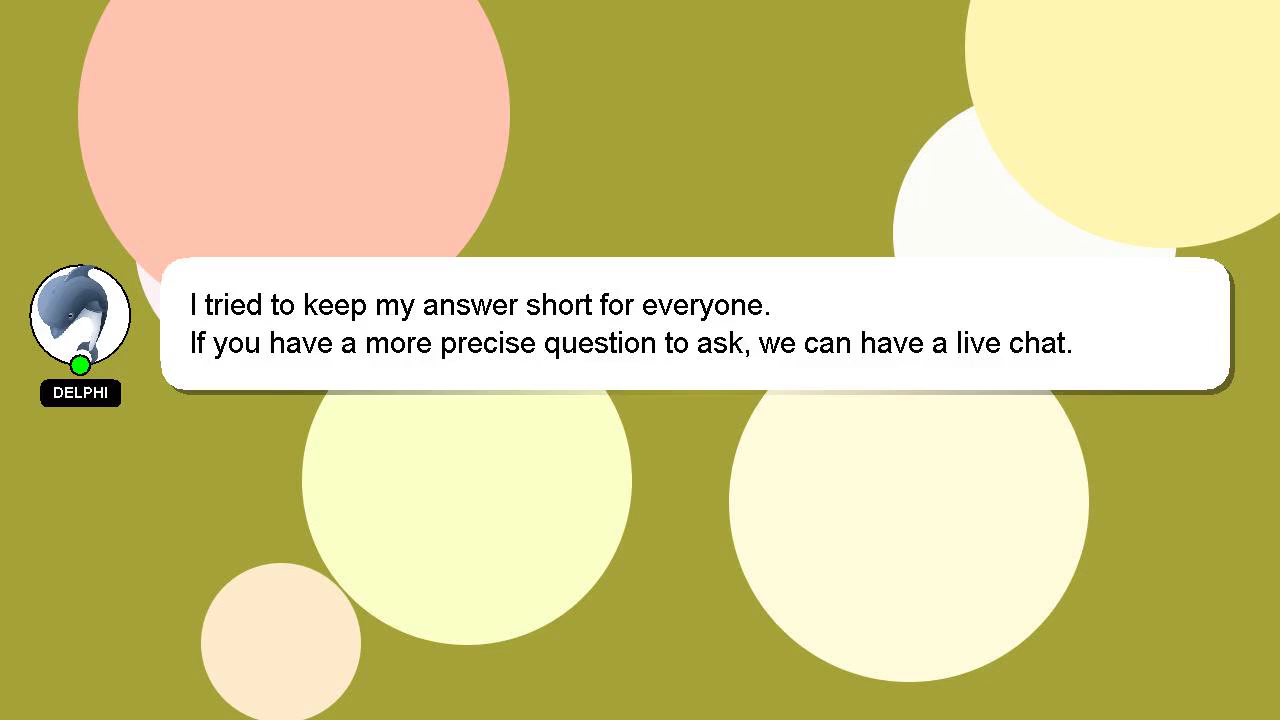 I tried to keep my answer short for everyone.
If you have a more precise question to ask, we can have a live chat.
DELPHI